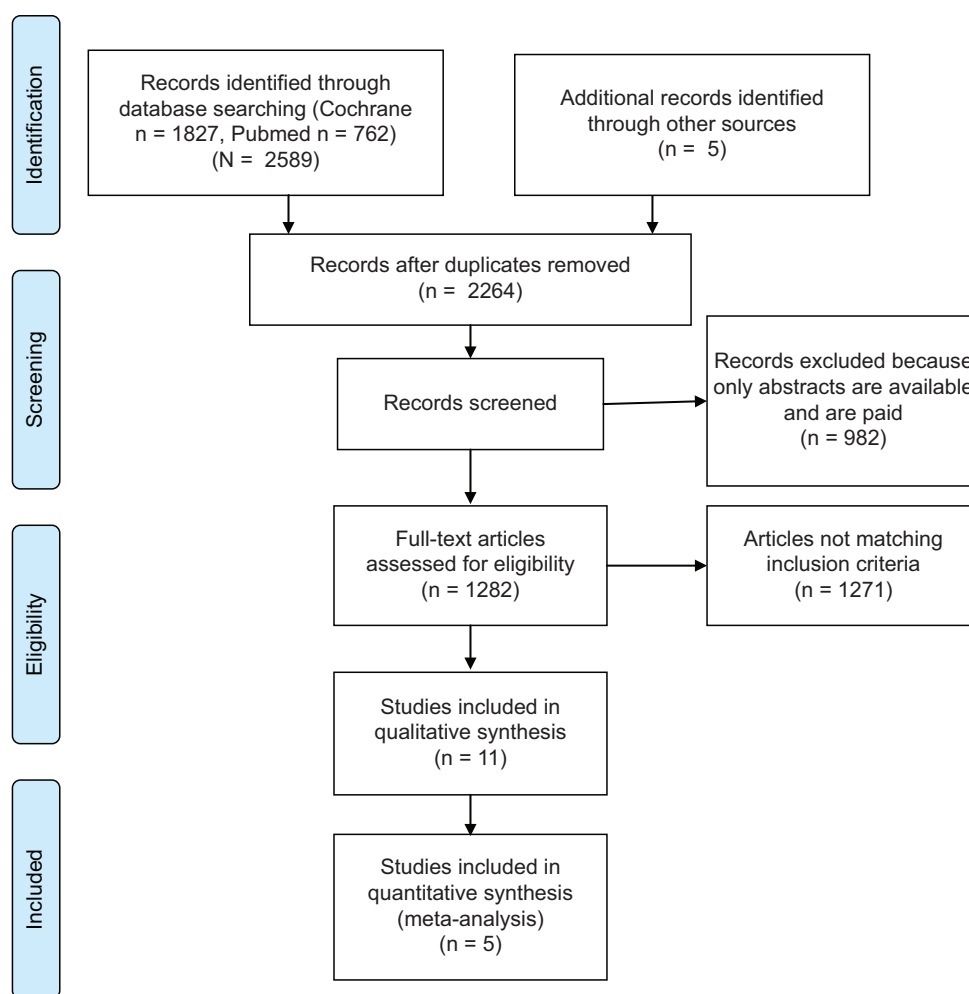 Identification
Records identified through
database searching (Cochrane
n = 1827, Pubmed n = 762)
(N = 2589)
Additional records identified
through other sources
(n = 5)
Records after duplicates removed
(n = 2264)
Screening
Records screened
Records excluded because
only abstracts are available
and are paid
(n = 982)
Eligibility
Full-text articles
assessed for eligibility
(n = 1282)
Articles not matching
inclusion criteria
(n = 1271)
Studies included in
qualitative synthesis
(n = 11)
Included
Studies included in
quantitative synthesis
(meta-analysis)
(n = 5)